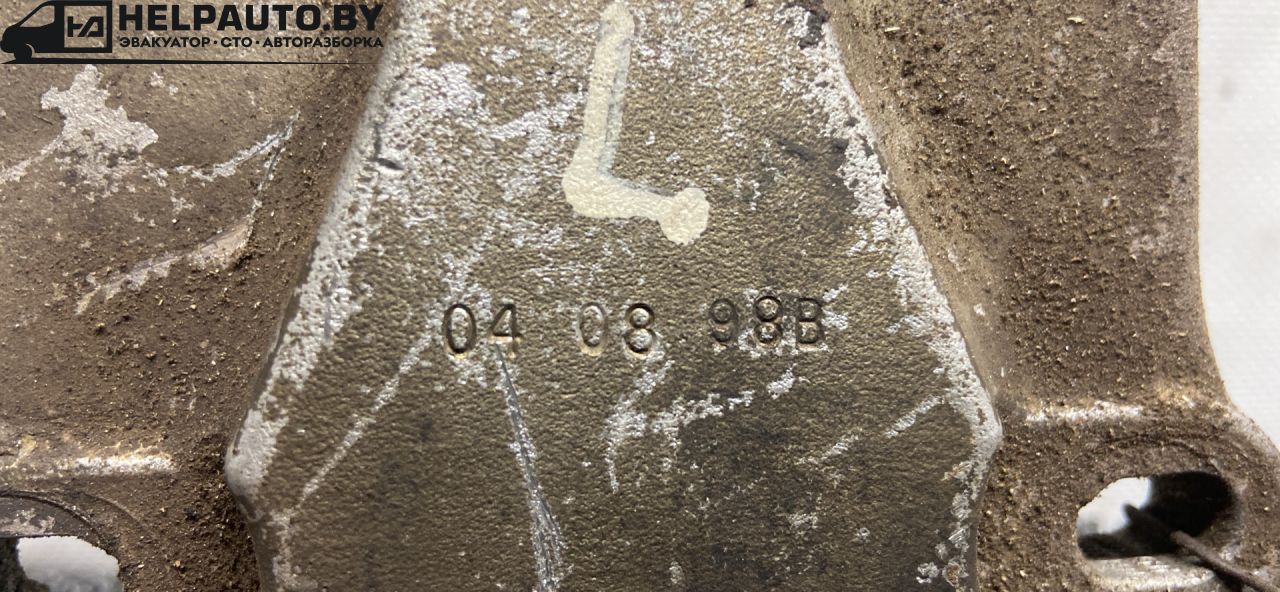 HELPAUTO.BY
ЭВАКУАТОР · СТО · АВТОРАЗБОРКА
L
04 08 98B